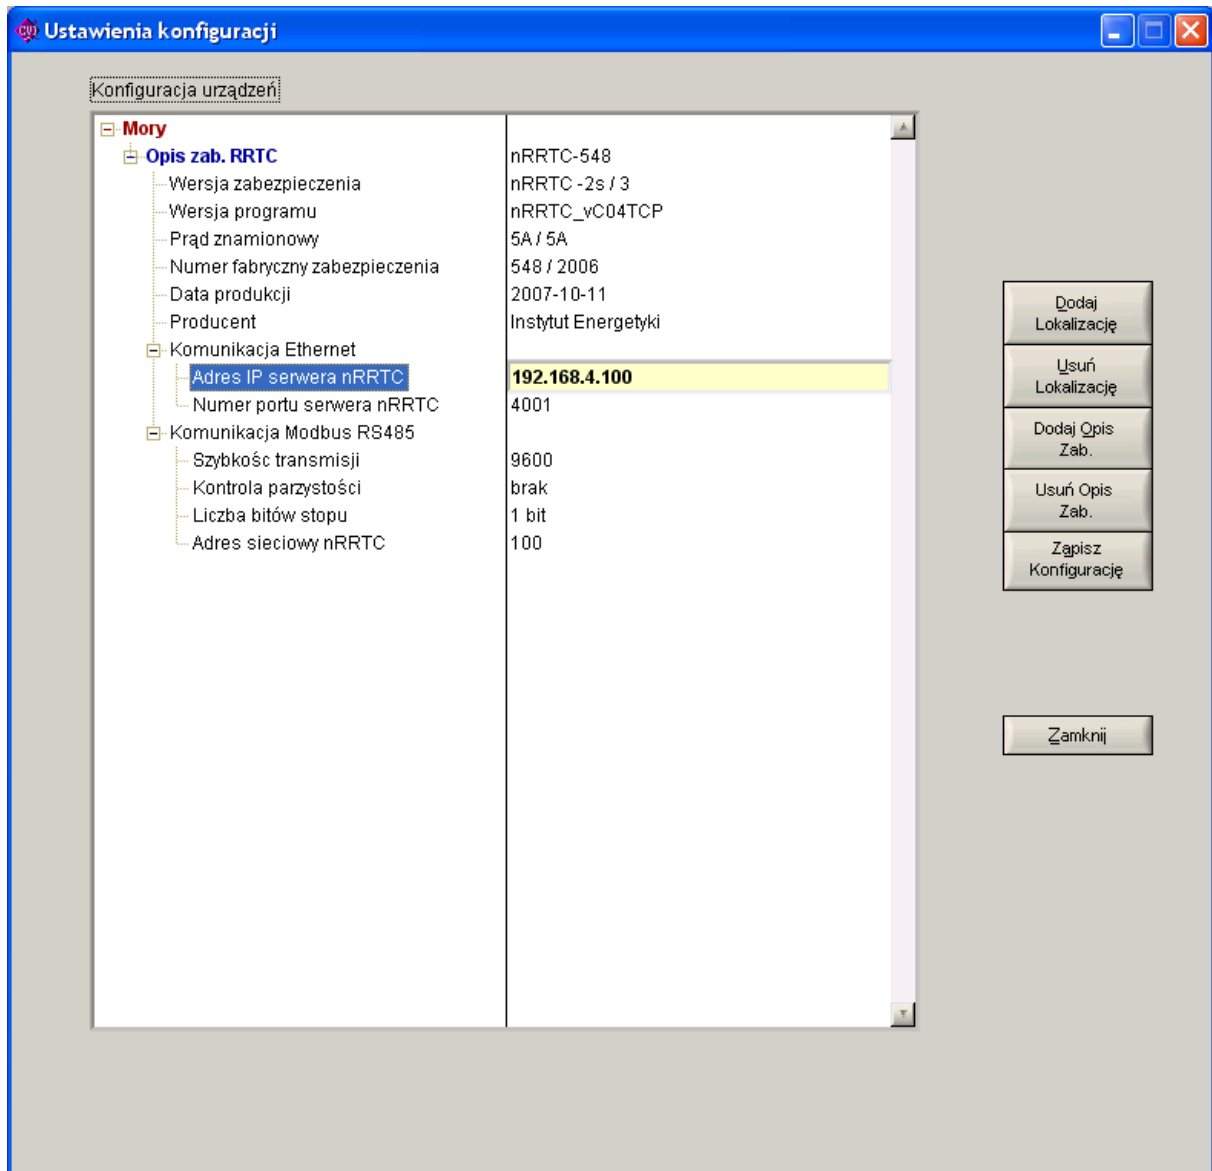 CVI Ustawienia konfiguracji
Konfiguracja urządzeń
Mory
Opis zab. RRTC nRRTC-548
Wersja zabezpieczenia nRRTC -2s / 3
Wersja programu nRRTC_vC04TCP
Prąd znamionowy 5A / 5A
Numer fabryczny zabezpieczenia 548 / 2006
Data produkcji 2007-10-11
Producent Instytut Energetyki
Komunikacja Ethernet
Adres IP serwera nRRTC 192.168.4.100
Numer portu serwera nRRTC 4001
Komunikacja Modbus RS485
Szybkośc transmisji 9600
Kontrola parzystości brak
Liczba bitów stopu 1 bit
Adres sieciowy nRRTC 100
Dodaj
Lokalizację
Usuń
Lokalizację
Dodaj Opis
Zab.
Usuń Opis
Zab.
Zapisz
Konfigurację
Zamknij